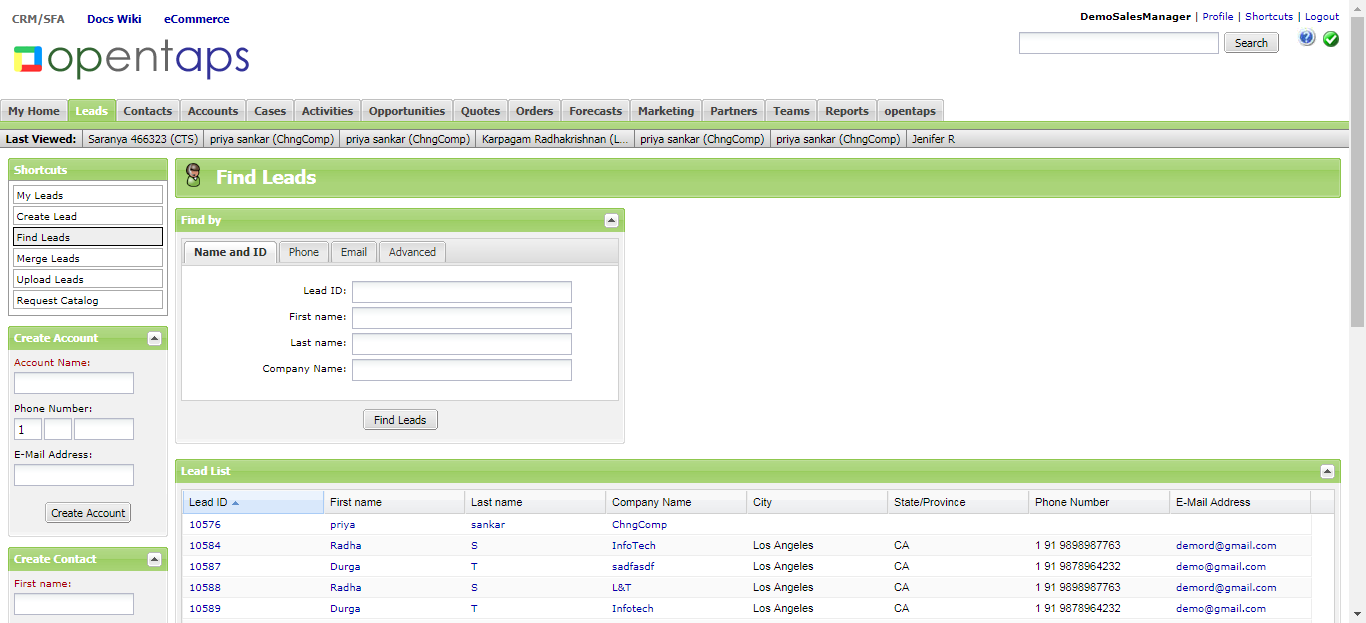 CRM/SFA Docs Wiki eCommerce
DemoSalesManager | Profile | Shortcuts | Logout
opentaps
Search
My Home Leads Contacts Accounts Cases Activities Opportunities Quotes Orders Forecasts Marketing Partners Teams Reports opentaps
Last Viewed: Saranya 466323 (CTS) priya sankar (ChngComp) priya sankar (ChngComp) Karpagam Radhakrishnan (L... priya sankar (ChngComp) priya sankar (ChngComp) Jenifer R
Shortcuts
My Leads
Create Lead
Find Leads
Merge Leads
Upload Leads
Request Catalog
Create Account
Account Name:
Phone Number:
1
E-Mail Address:
Create Account
Create Contact
First name:
Find Leads
Find by
Name and ID Phone Email Advanced
Lead ID:
First name:
Last name:
Company Name:
Find Leads
Lead List
Lead ID First name Last name Company Name City State/Province Phone Number E-Mail Address
10576 priya sankar ChngComp
10584 Radha S InfoTech Los Angeles CA 1 91 9898987763 demord@gmail.com
10587 Durga T sadfasdf Los Angeles CA 1 91 9878964232 demo@gmail.com
10588 Radha S L&T Los Angeles CA 1 91 9898987763 demord@gmail.com
10589 Durga T Infotech Los Angeles CA 1 91 9878964232 demo@gmail.com